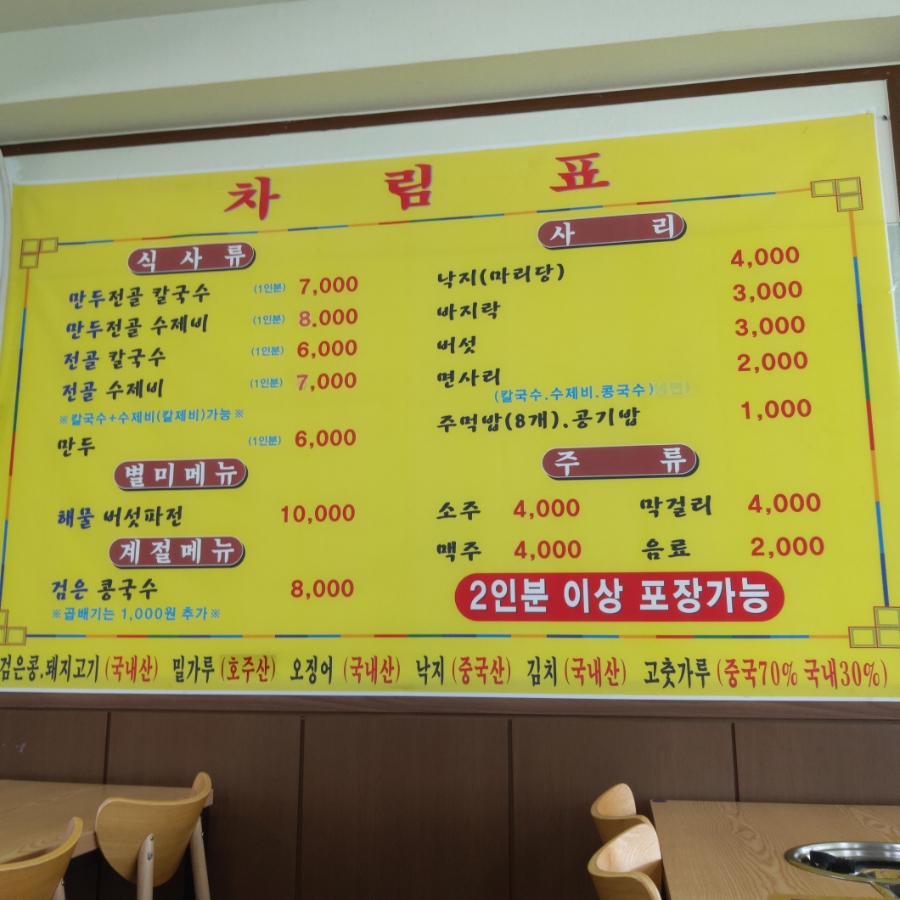 차림표
식사류
만두전골 칼국수 (1인분) 7,000
만두전골 수제비 (1인분) 8.000
전골 칼국수 (1인분) 6,000
전골 수제비 (1인분) 7,000
※칼국수+수제비(칼제비)가능※
만두 (1인분) 6,000
별미메뉴
해물 버섯파전 10,000
계절메뉴
검은 콩국수 8,000
※곱배기는 1,000원 추가※
사리
낙지(마리당) 4,000
바지락 3,000
버섯 3,000
면사리 2,000
(칼국수.수제비.콩국수)
주먹밥(8개).공기밥 1,000
주류
소주 4,000 막걸리 4,000
맥주 4,000 음료 2,000
2인분 이상 포장가능
검은콩.돼지고기(국내산) 밀가루(호주산) 오징어(국내산) 낙지(중국산) 김치(국내산) 고춧가루(중국70% 국내30%)